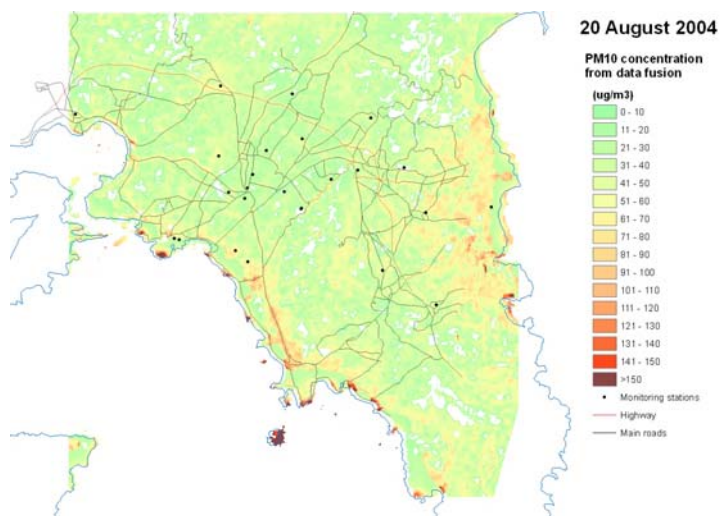 20 August 2004
PM10 concentration
from data fusion
(ug/m3)
0 - 10
11 - 20
21 - 30
31 - 40
41 - 50
51 - 60
61 - 70
71 - 80
81 - 90
91 - 100
101 - 110
111 - 120
121 - 130
131 - 140
141 - 150
>150
Monitoring stations
Highway
Main roads